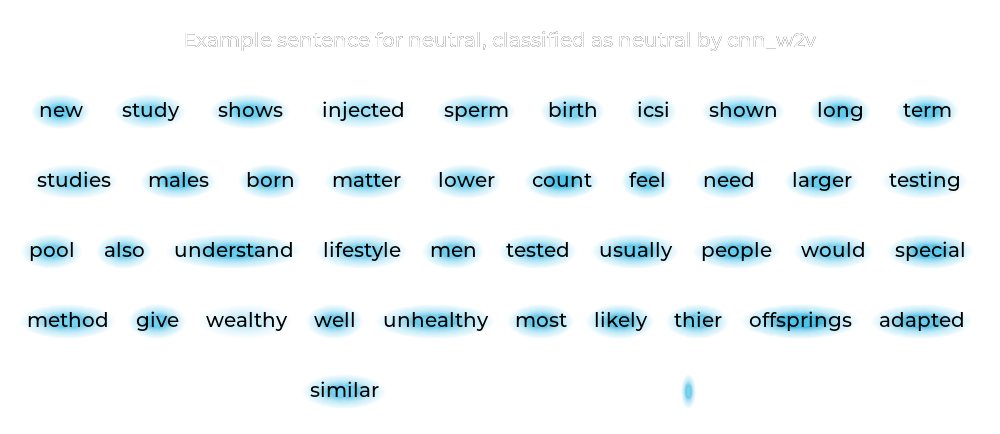 Example sentence for neutral, classified as neutral by cnn_w2v
new study shows injected sperm birth icsi shown long term
studies males born matter lower count feel need larger testing
pool also understand lifestyle men tested usually people would special
method give wealthy well unhealthy most likely thier offsprings adapted
similar